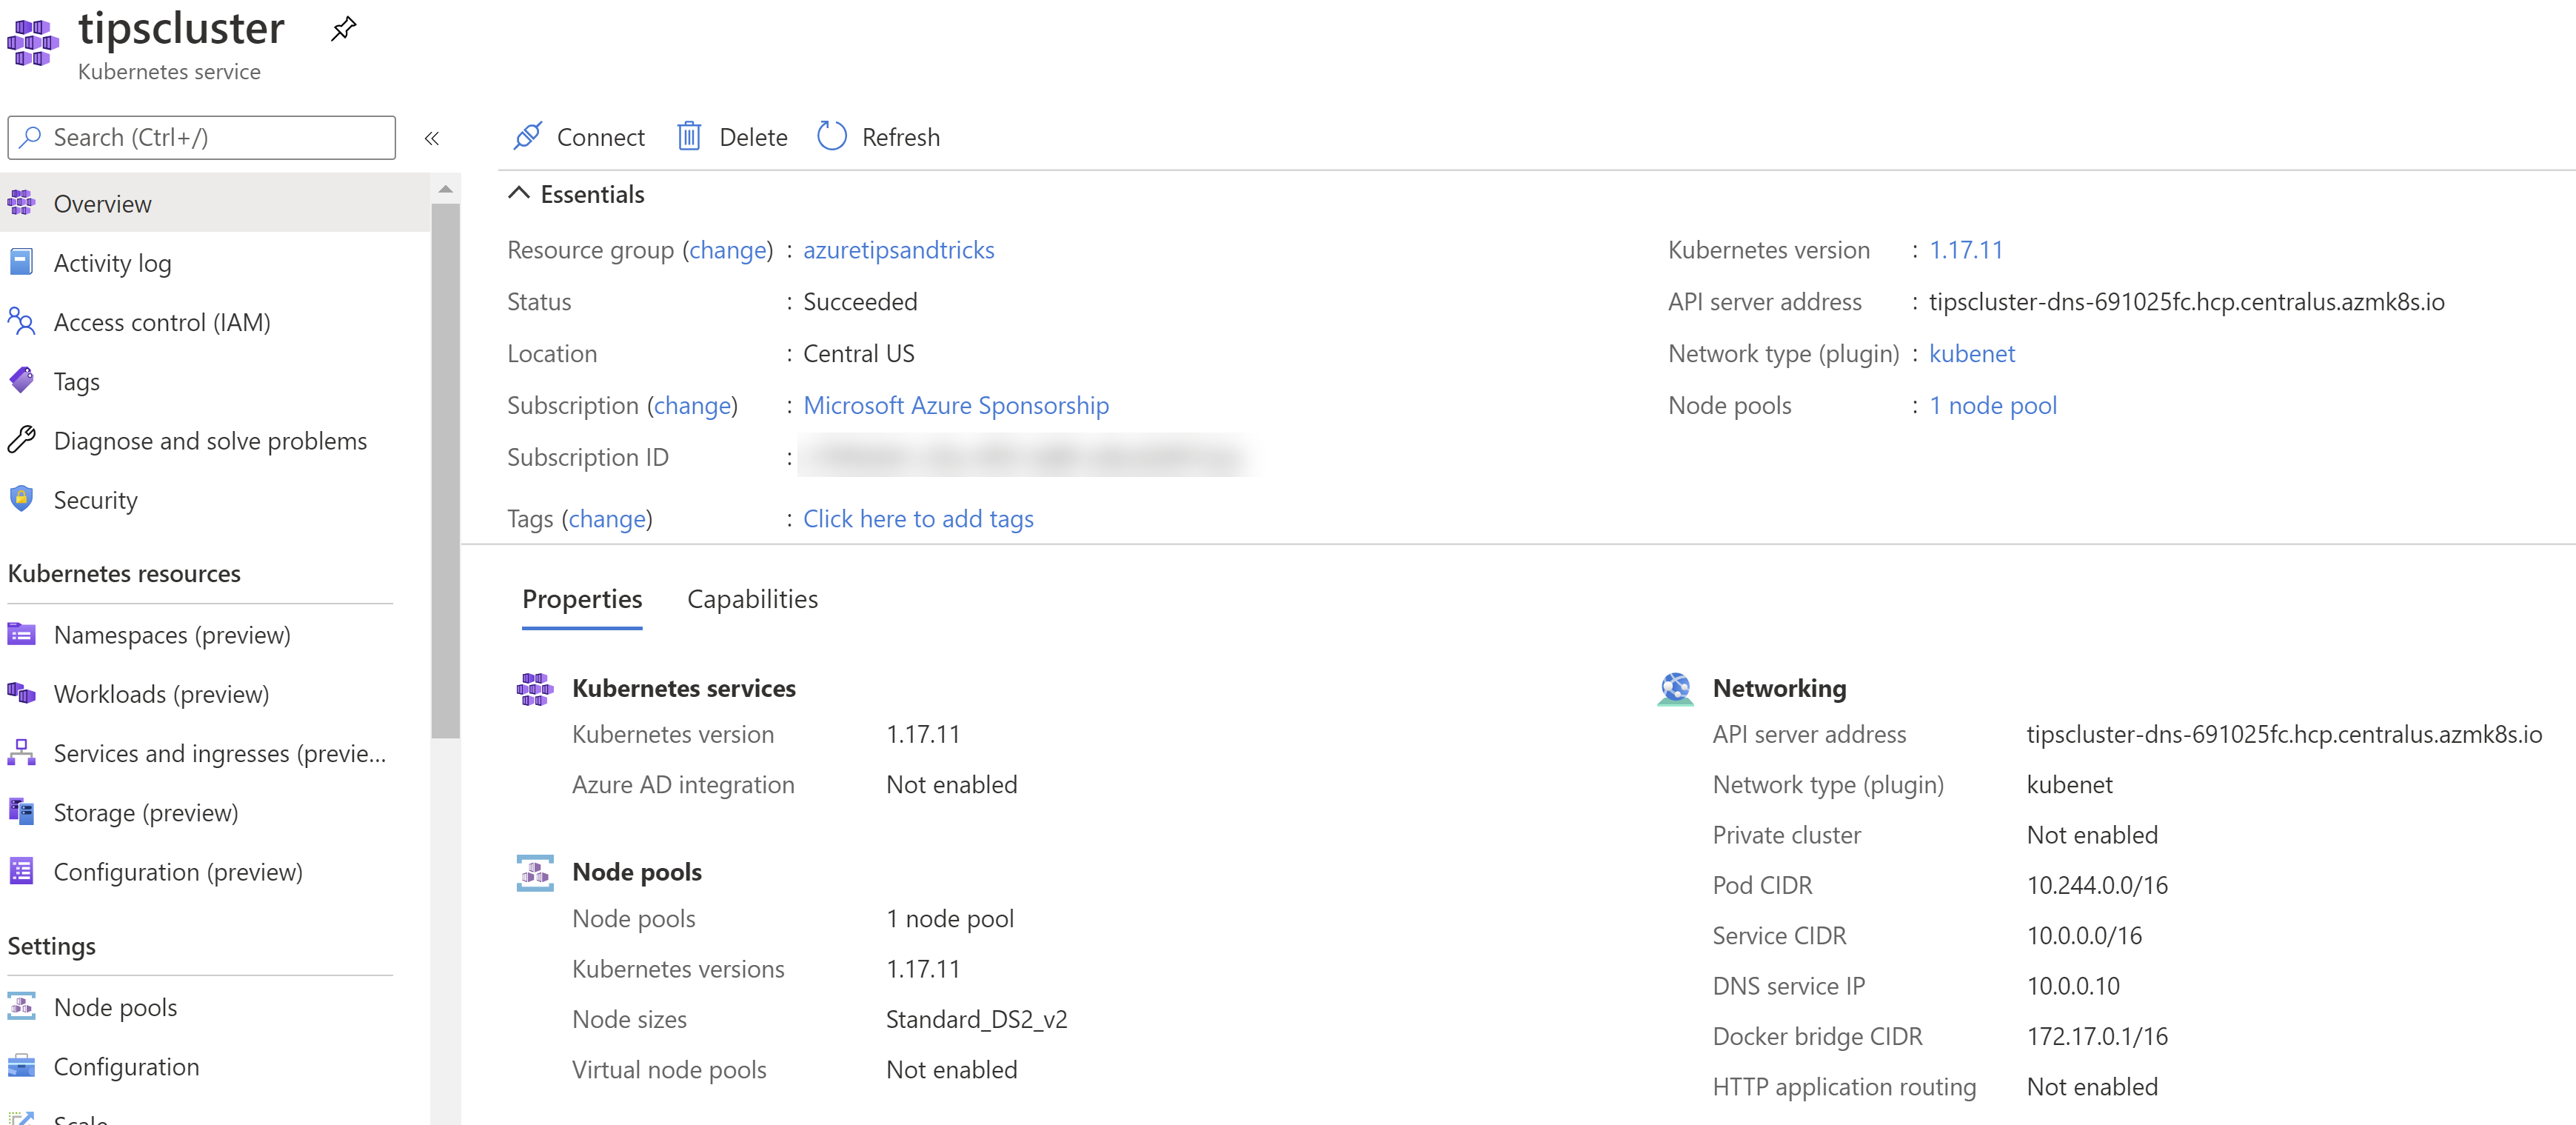 tipscluster
Kubernetes service
Search (Ctrl+/)
«
Connect
Delete
Refresh
Overview
Activity log
Access control (IAM)
Tags
Diagnose and solve problems
Security
Kubernetes resources
Namespaces (preview)
Workloads (preview)
Services and ingresses (previe...
Storage (preview)
Configuration (preview)
Settings
Node pools
Configuration
Scale
Essentials
Resource group (change) : azuretipsandtricks
Status : Succeeded
Location : Central US
Subscription (change) : Microsoft Azure Sponsorship
Subscription ID :
Tags (change) : Click here to add tags
Kubernetes version : 1.17.11
API server address : tipscluster-dns-691025fc.hcp.centralus.azmk8s.io
Network type (plugin) : kubenet
Node pools : 1 node pool
Properties
Capabilities
Kubernetes services
Kubernetes version 1.17.11
Azure AD integration Not enabled
Node pools
Node pools 1 node pool
Kubernetes versions 1.17.11
Node sizes Standard_DS2_v2
Virtual node pools Not enabled
Networking
API server address tipscluster-dns-691025fc.hcp.centralus.azmk8s.io
Network type (plugin) kubenet
Private cluster Not enabled
Pod CIDR 10.244.0.0/16
Service CIDR 10.0.0.0/16
DNS service IP 10.0.0.10
Docker bridge CIDR 172.17.0.1/16
HTTP application routing Not enabled